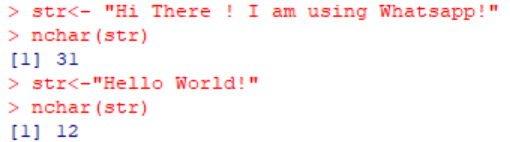 > str<- "Hi There ! I am using Whatsapp!"
> nchar(str)
[1] 31
> str<-"Hello World!"
> nchar(str)
[1] 12